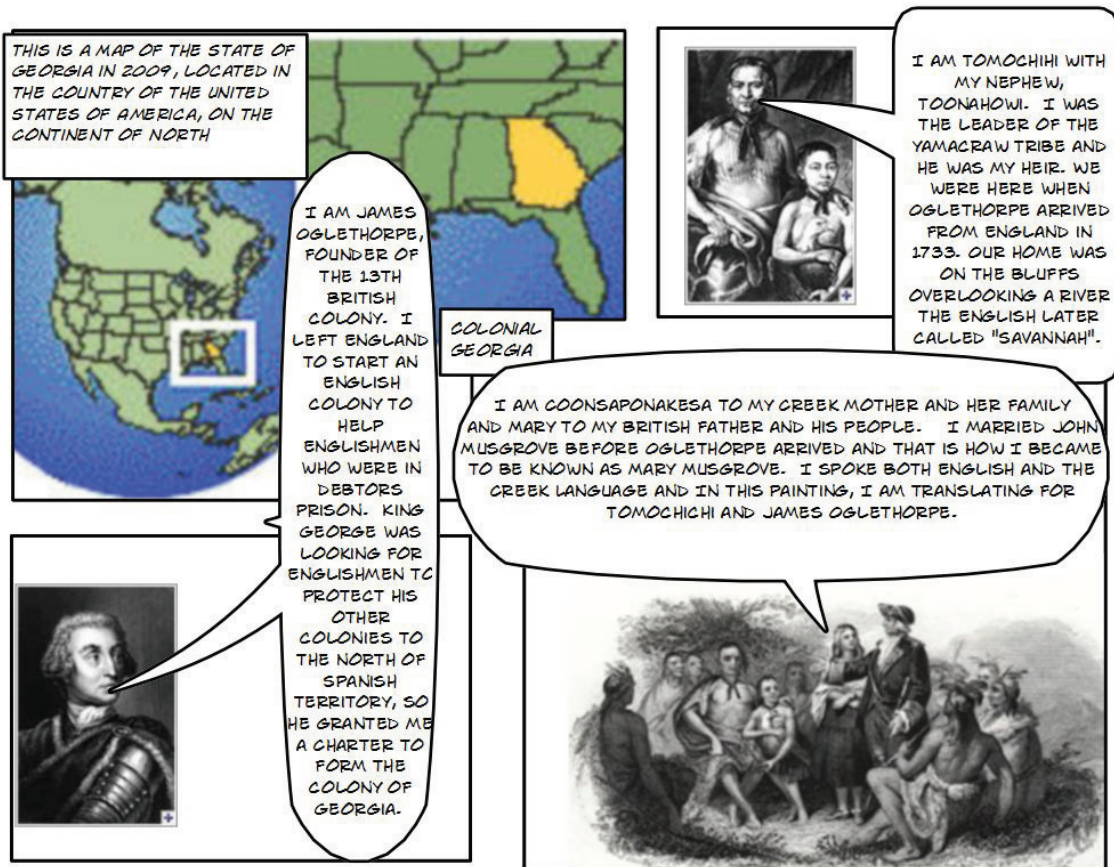 THIS IS A MAP OF THE STATE OF
GEORGIA IN 2009, LOCATED IN
THE COUNTRY OF THE UNITED
STATES OF AMERICA, ON THE
CONTINENT OF NORTH
I AM TOMOCHIHI WITH
MY NEPHEW,
TOONAHOWI. I WAS
THE LEADER OF THE
YAMACRAW TRIBE AND
HE WAS MY HEIR. WE
WERE HERE WHEN
OGLETHORPE ARRIVED
FROM ENGLAND IN
1733. OUR HOME WAS
ON THE BLUFFS
OVERLOOKING A RIVER
THE ENGLISH LATER
CALLED "SAVANNAH".
I AM JAMES
OGLETHORPE,
FOUNDER OF
THE 13TH
BRITISH
COLONY. I
LEFT ENGLAND
TO START AN
ENGLISH
COLONY TO
HELP
ENGLISHMEN
WHO WERE IN
DEBTORS
PRISON. KING
GEORGE WAS
LOOKING FOR
ENGLISHMEN TO
PROTECT HIS
OTHER
COLONIES TO
THE NORTH OF
SPANISH
TERRITORY, SO
HE GRANTED ME
A CHARTER TO
FORM THE
COLONY OF
GEORGIA.
COLONIAL
GEORGIA
I AM COONSAPONAKESA TO MY CREEK MOTHER AND HER FAMILY
AND MARY TO MY BRITISH FATHER AND HIS PEOPLE. I MARRIED JOHN
MUSGROVE BEFORE OGLETHORPE ARRIVED AND THAT IS HOW I BECAME
TO BE KNOWN AS MARY MUSGROVE. I SPOKE BOTH ENGLISH AND THE
CREEK LANGUAGE AND IN THIS PAINTING, I AM TRANSLATING FOR
TOMOCHICHI AND JAMES OGLETHORPE.